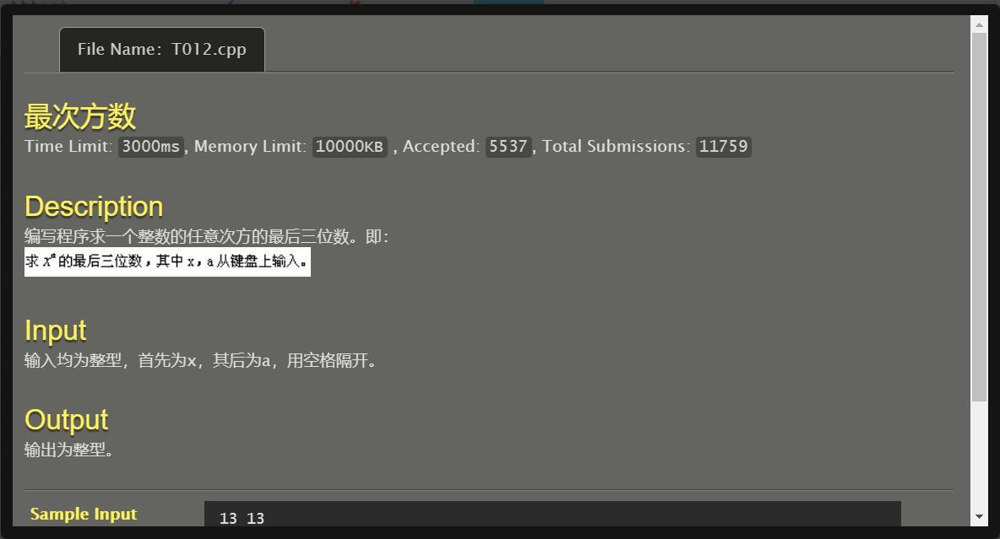 File Name: T012.cpp
最次方数
Time Limit: 3000ms, Memory Limit: 10000KB , Accepted: 5537, Total Submissions: 11759
Description
编写程序求一个整数的任意次方的最后三位数。即：
求 xᵃ 的最后三位数，其中 x，a 从键盘上输入。
Input
输入均为整型，首先为x，其后为a，用空格隔开。
Output
输出为整型。
Sample Input
13 13